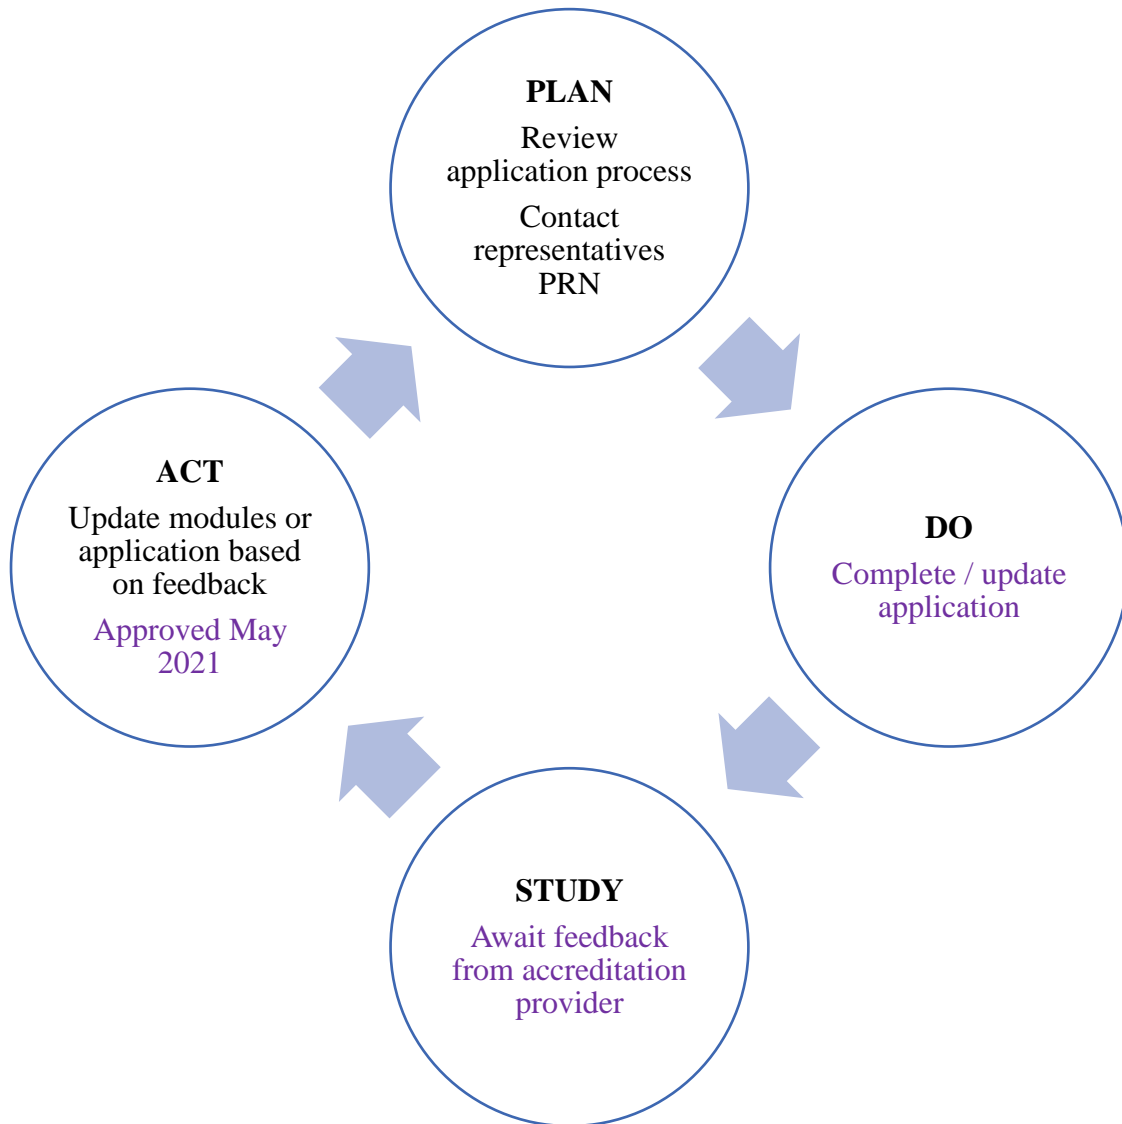 PLAN
Review
application process
Contact
representatives
PRN
DO
Complete / update
application
STUDY
Await feedback
from accreditation
provider
ACT
Update modules or
application based
on feedback
Approved May
2021